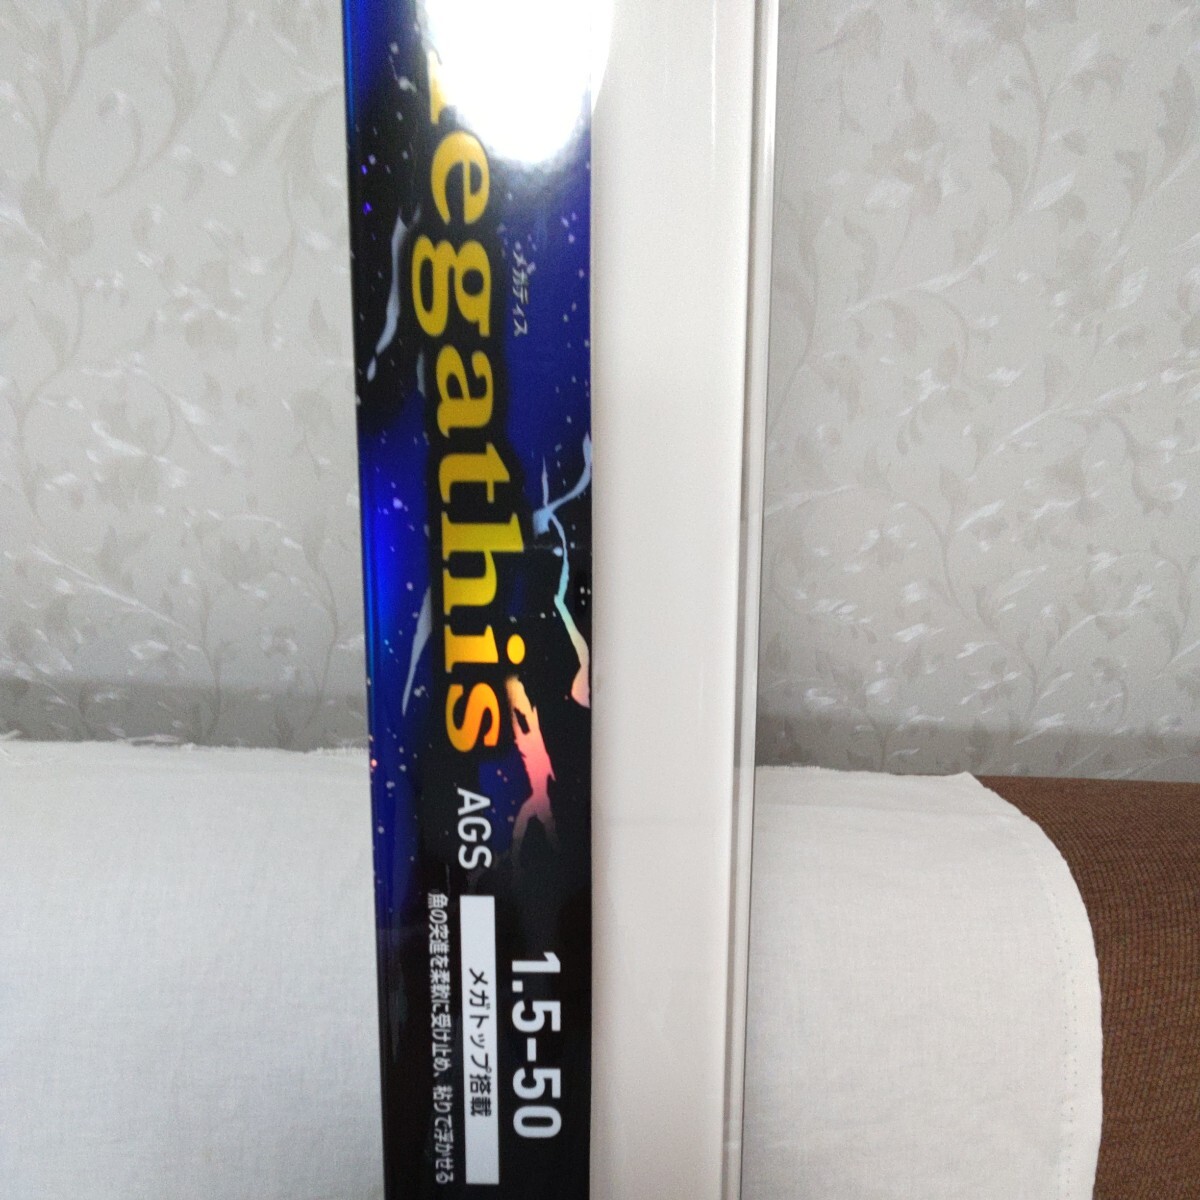 メガディス
egathis AGS
1.5-50
メガトップ搭載
魚の突進を柔軟に受け止め、粘りで浮かせる